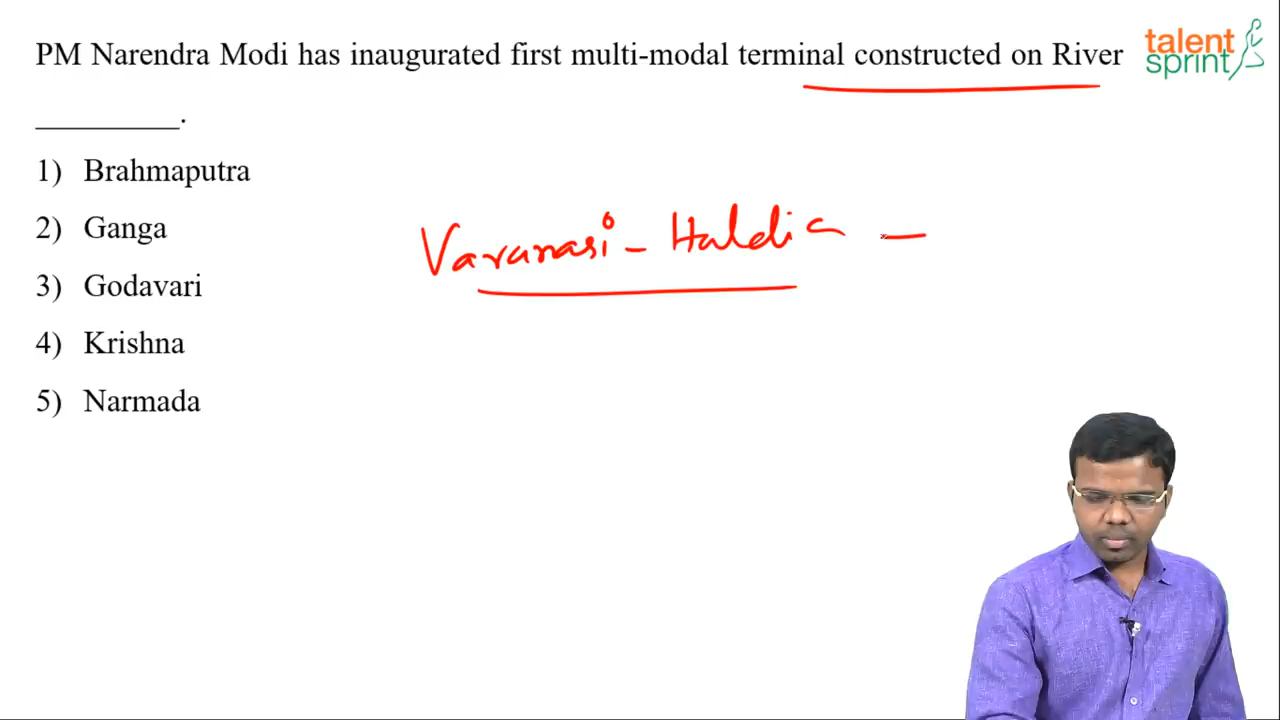 PM Narendra Modi has inaugurated first multi-modal terminal constructed on River
_________.
talent
sprint
1) Brahmaputra
2) Ganga
3) Godavari
4) Krishna
5) Narmada
Varanasi - Haldia -